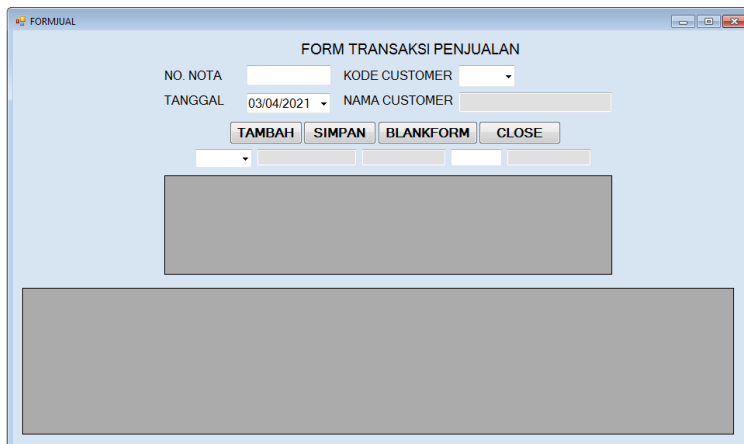 FORMJUAL
FORM TRANSAKSI PENJUALAN
NO. NOTA KODE CUSTOMER
TANGGAL 03/04/2021 NAMA CUSTOMER
TAMBAH SIMPAN BLANKFORM CLOSE